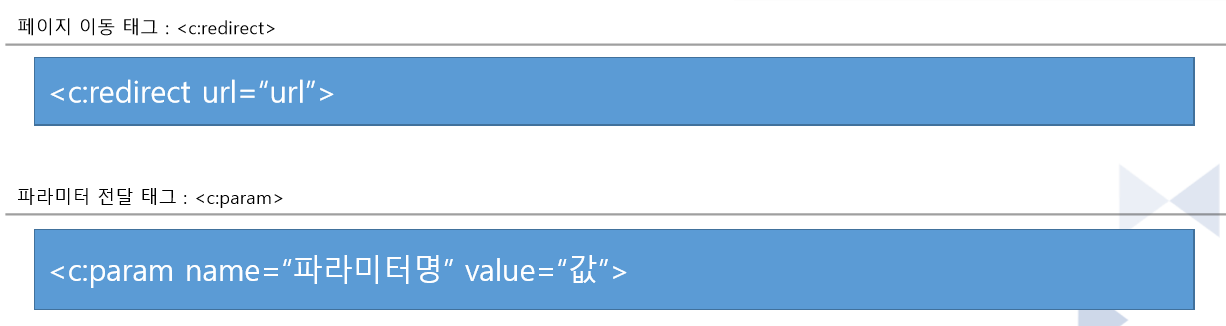 페이지 이동 태그 : <c:redirect>
<c:redirect url=“url”>
파라미터 전달 태그 : <c:param>
<c:param name=“파라미터명” value=“값”>